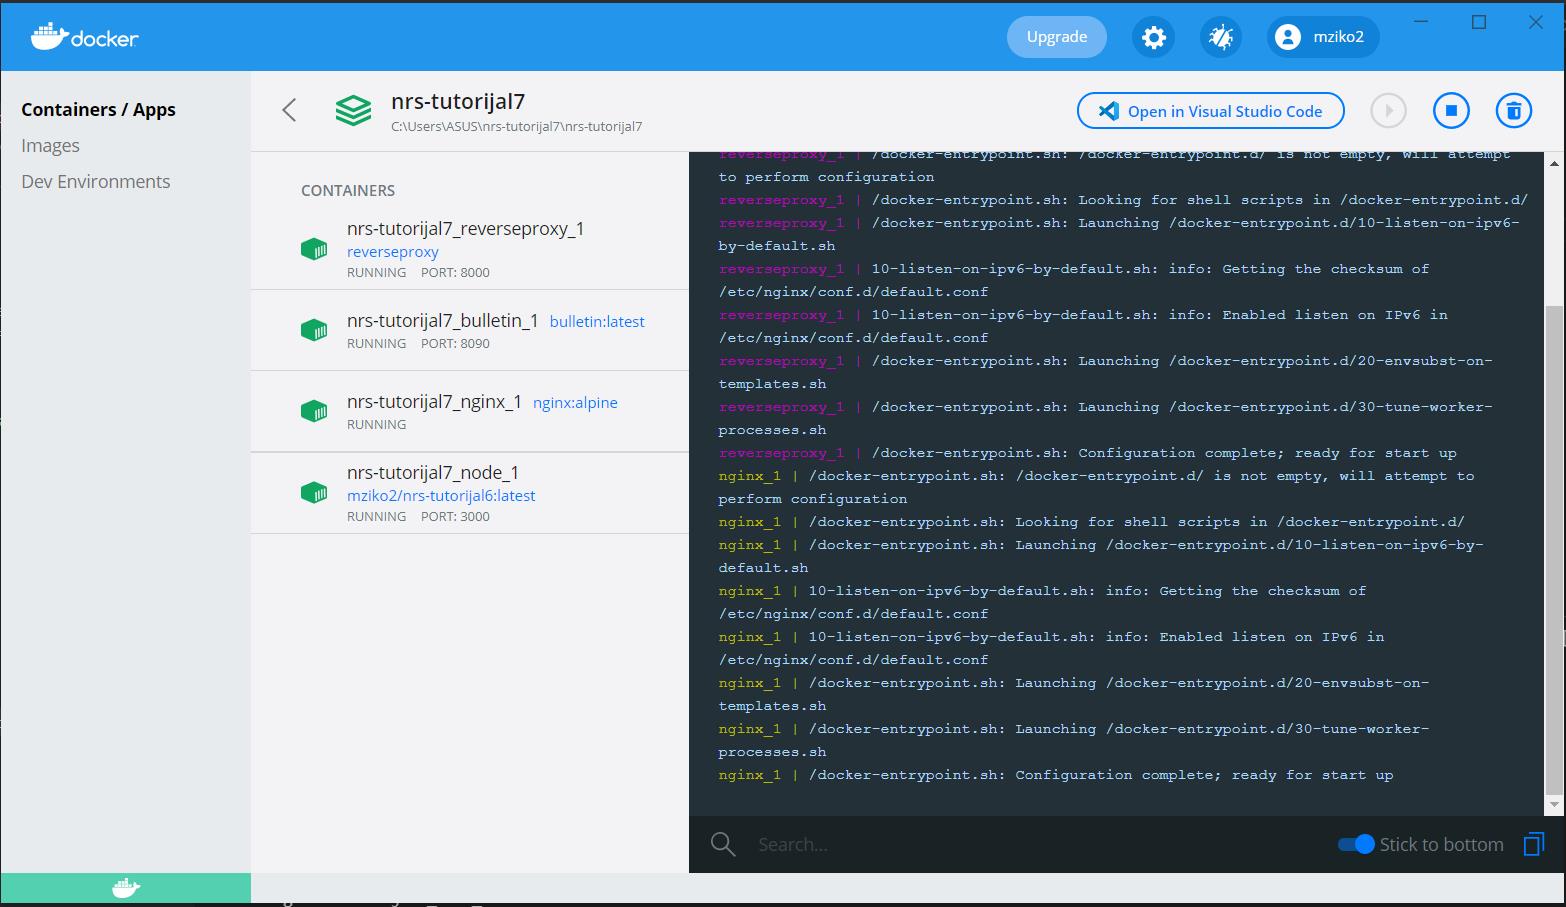 docker
Upgrade
mziko2
Containers / Apps
Images
Dev Environments
nrs-tutorijal7
C:\Users\ASUS\nrs-tutorijal7\nrs-tutorijal7
Open in Visual Studio Code
CONTAINERS
nrs-tutorijal7_reverseproxy_1
reverseproxy
RUNNING PORT: 8000
nrs-tutorijal7_bulletin_1 bulletin:latest
RUNNING PORT: 8090
nrs-tutorijal7_nginx_1 nginx:alpine
RUNNING
nrs-tutorijal7_node_1
mziko2/nrs-tutorijal6:latest
RUNNING PORT: 3000
reverseproxy_1 | /docker-entrypoint.sh: /docker-entrypoint.d/ is not empty, will attempt
to perform configuration
reverseproxy_1 | /docker-entrypoint.sh: Looking for shell scripts in /docker-entrypoint.d/
reverseproxy_1 | /docker-entrypoint.sh: Launching /docker-entrypoint.d/10-listen-on-ipv6-
by-default.sh
reverseproxy_1 | 10-listen-on-ipv6-by-default.sh: info: Getting the checksum of
/etc/nginx/conf.d/default.conf
reverseproxy_1 | 10-listen-on-ipv6-by-default.sh: info: Enabled listen on IPv6 in
/etc/nginx/conf.d/default.conf
reverseproxy_1 | /docker-entrypoint.sh: Launching /docker-entrypoint.d/20-envsubst-on-
templates.sh
reverseproxy_1 | /docker-entrypoint.sh: Launching /docker-entrypoint.d/30-tune-worker-
processes.sh
reverseproxy_1 | /docker-entrypoint.sh: Configuration complete; ready for start up
nginx_1 | /docker-entrypoint.sh: /docker-entrypoint.d/ is not empty, will attempt to
perform configuration
nginx_1 | /docker-entrypoint.sh: Looking for shell scripts in /docker-entrypoint.d/
nginx_1 | /docker-entrypoint.sh: Launching /docker-entrypoint.d/10-listen-on-ipv6-by-
default.sh
nginx_1 | 10-listen-on-ipv6-by-default.sh: info: Getting the checksum of
/etc/nginx/conf.d/default.conf
nginx_1 | 10-listen-on-ipv6-by-default.sh: info: Enabled listen on IPv6 in
/etc/nginx/conf.d/default.conf
nginx_1 | /docker-entrypoint.sh: Launching /docker-entrypoint.d/20-envsubst-on-
templates.sh
nginx_1 | /docker-entrypoint.sh: Launching /docker-entrypoint.d/30-tune-worker-
processes.sh
nginx_1 | /docker-entrypoint.sh: Configuration complete; ready for start up
Search...
Stick to bottom